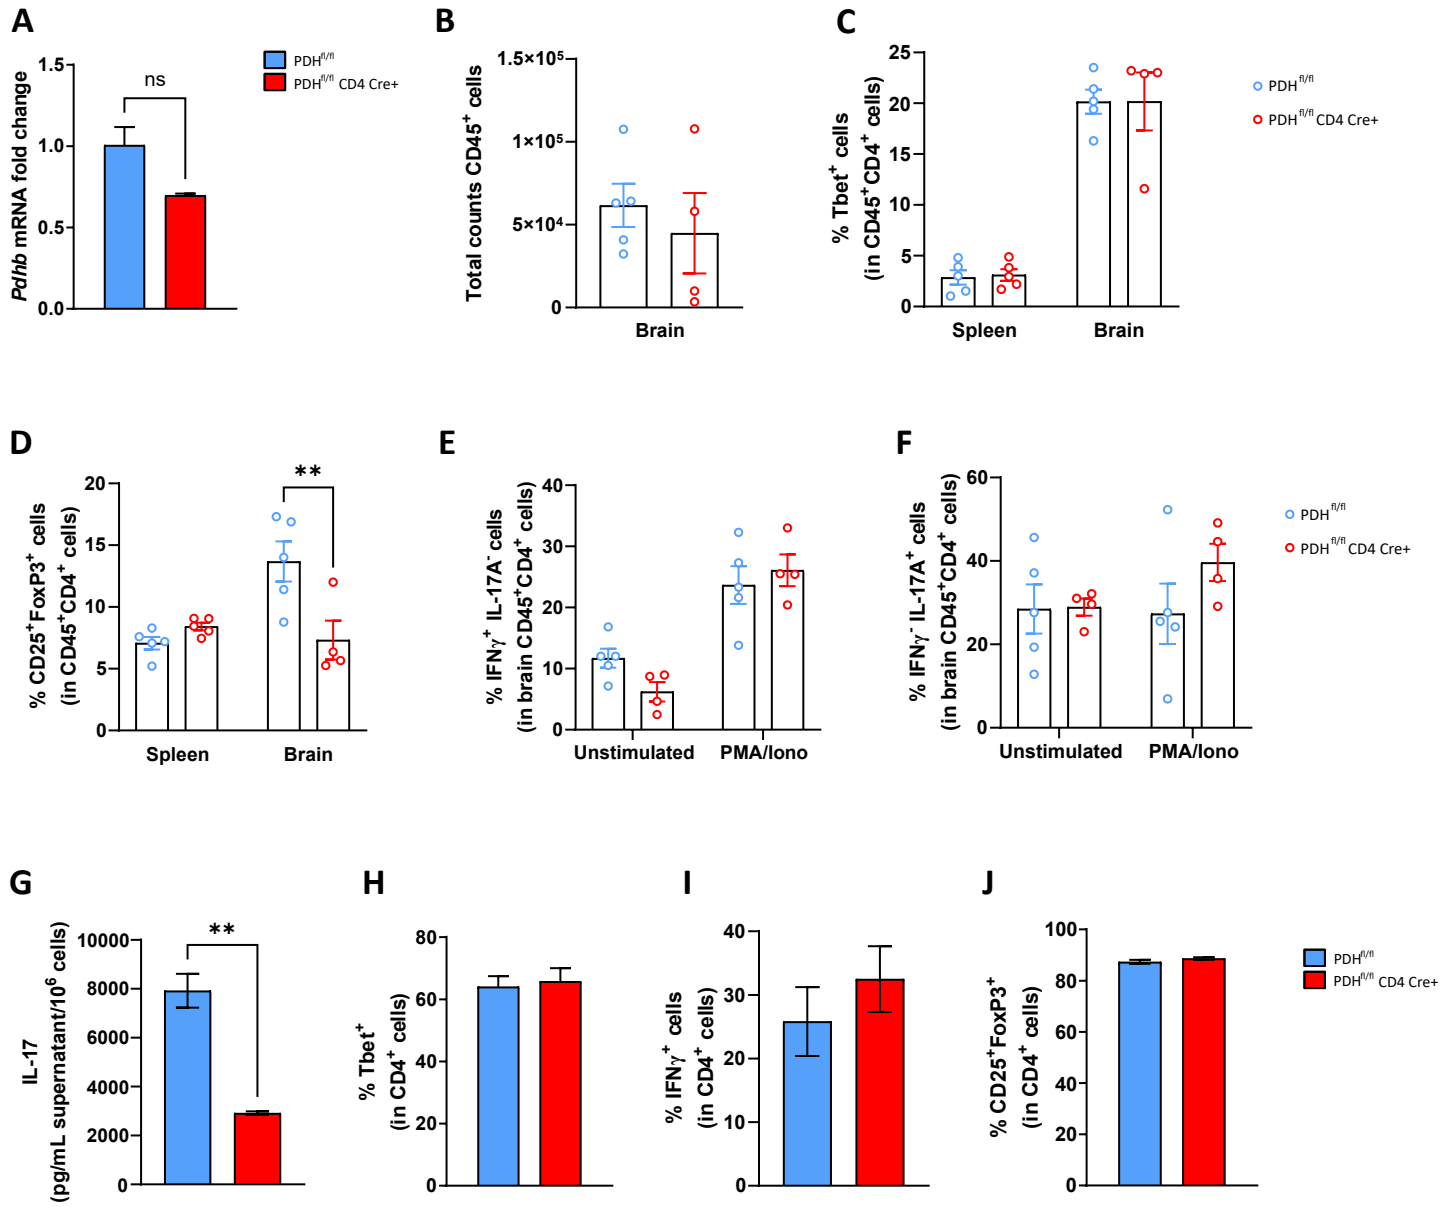 A
PDHfl/fl
PDHfl/fl CD4 Cre+
Pdhb mRNA fold change
1.5
1.0
0.5
0.0
ns
B
Total counts CD45+ cells
1.5×10⁵
1×10⁵
5×10⁴
0
Brain
C
% Tbet+ cells
(in CD45+CD4+ cells)
25
20
15
10
5
0
Spleen
Brain
PDHfl/fl
PDHfl/fl CD4 Cre+
D
% CD25+FoxP3+ cells
(in CD45+CD4+ cells)
20
15
10
5
0
**
Spleen
Brain
E
% IFNγ+ IL-17A- cells
(in brain CD45+CD4+ cells)
40
30
20
10
0
Unstimulated
PMA/Iono
F
% IFNγ- IL-17A+ cells
(in brain CD45+CD4+ cells)
60
40
20
0
Unstimulated
PMA/Iono
PDHfl/fl
PDHfl/fl CD4 Cre+
G
IL-17
(pg/mL supernatant/10⁶ cells)
10000
8000
6000
4000
2000
0
**
H
% Tbet+
(in CD4+ cells)
80
60
40
20
0
I
% IFNγ+ cells
(in CD4+ cells)
40
30
20
10
0
J
% CD25+FoxP3+
(in CD4+ cells)
100
80
60
40
20
0
PDHfl/fl
PDHfl/fl CD4 Cre+